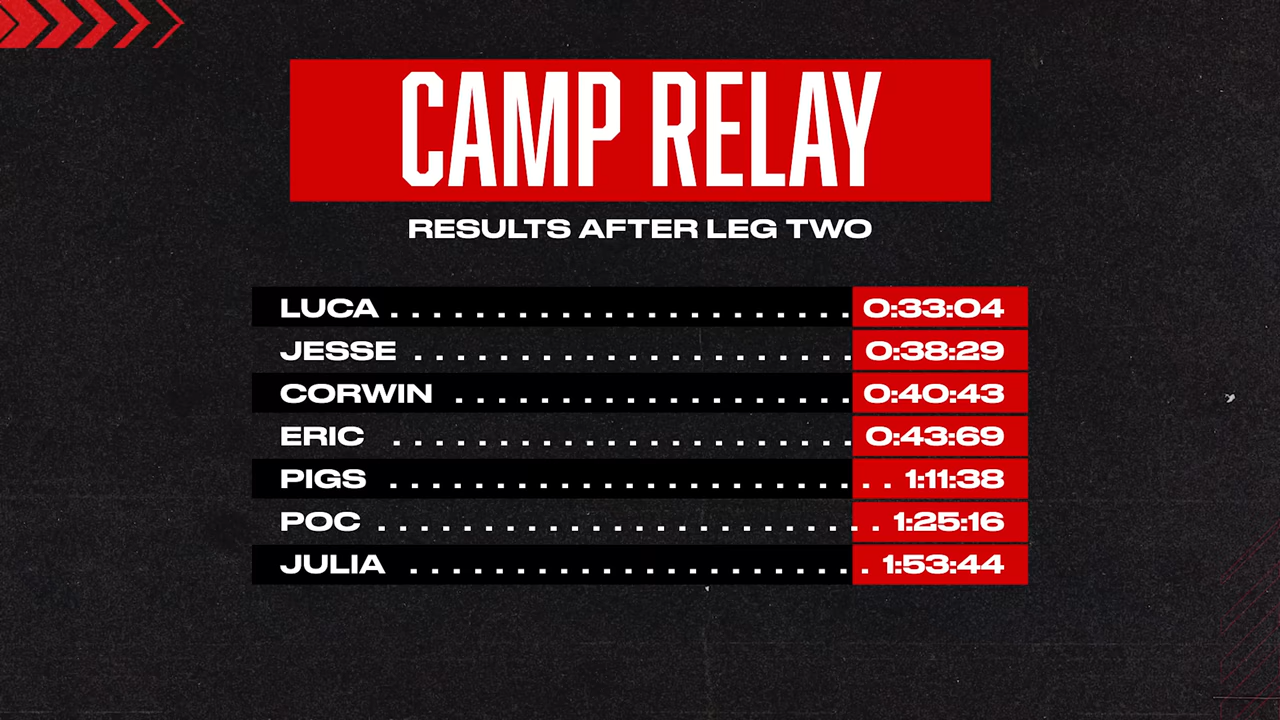 CAMP RELAY
RESULTS AFTER LEG TWO
LUCA . . . . . . . . . . . . . . . . . . . . . . 0:33:04
JESSE . . . . . . . . . . . . . . . . . . . . . 0:38:29
CORWIN . . . . . . . . . . . . . . . . . . . 0:40:43
ERIC . . . . . . . . . . . . . . . . . . . . . . 0:43:69
PIGS . . . . . . . . . . . . . . . . . . . . . . . . 1:11:38
POC . . . . . . . . . . . . . . . . . . . . . . . . 1:25:16
JULIA . . . . . . . . . . . . . . . . . . . . . . 1:53:44